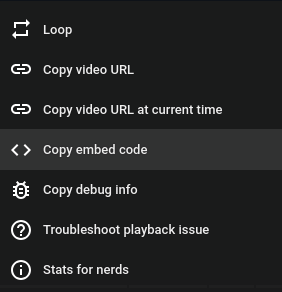 Loop
Copy video URL
Copy video URL at current time
Copy embed code
Copy debug info
Troubleshoot playback issue
Stats for nerds